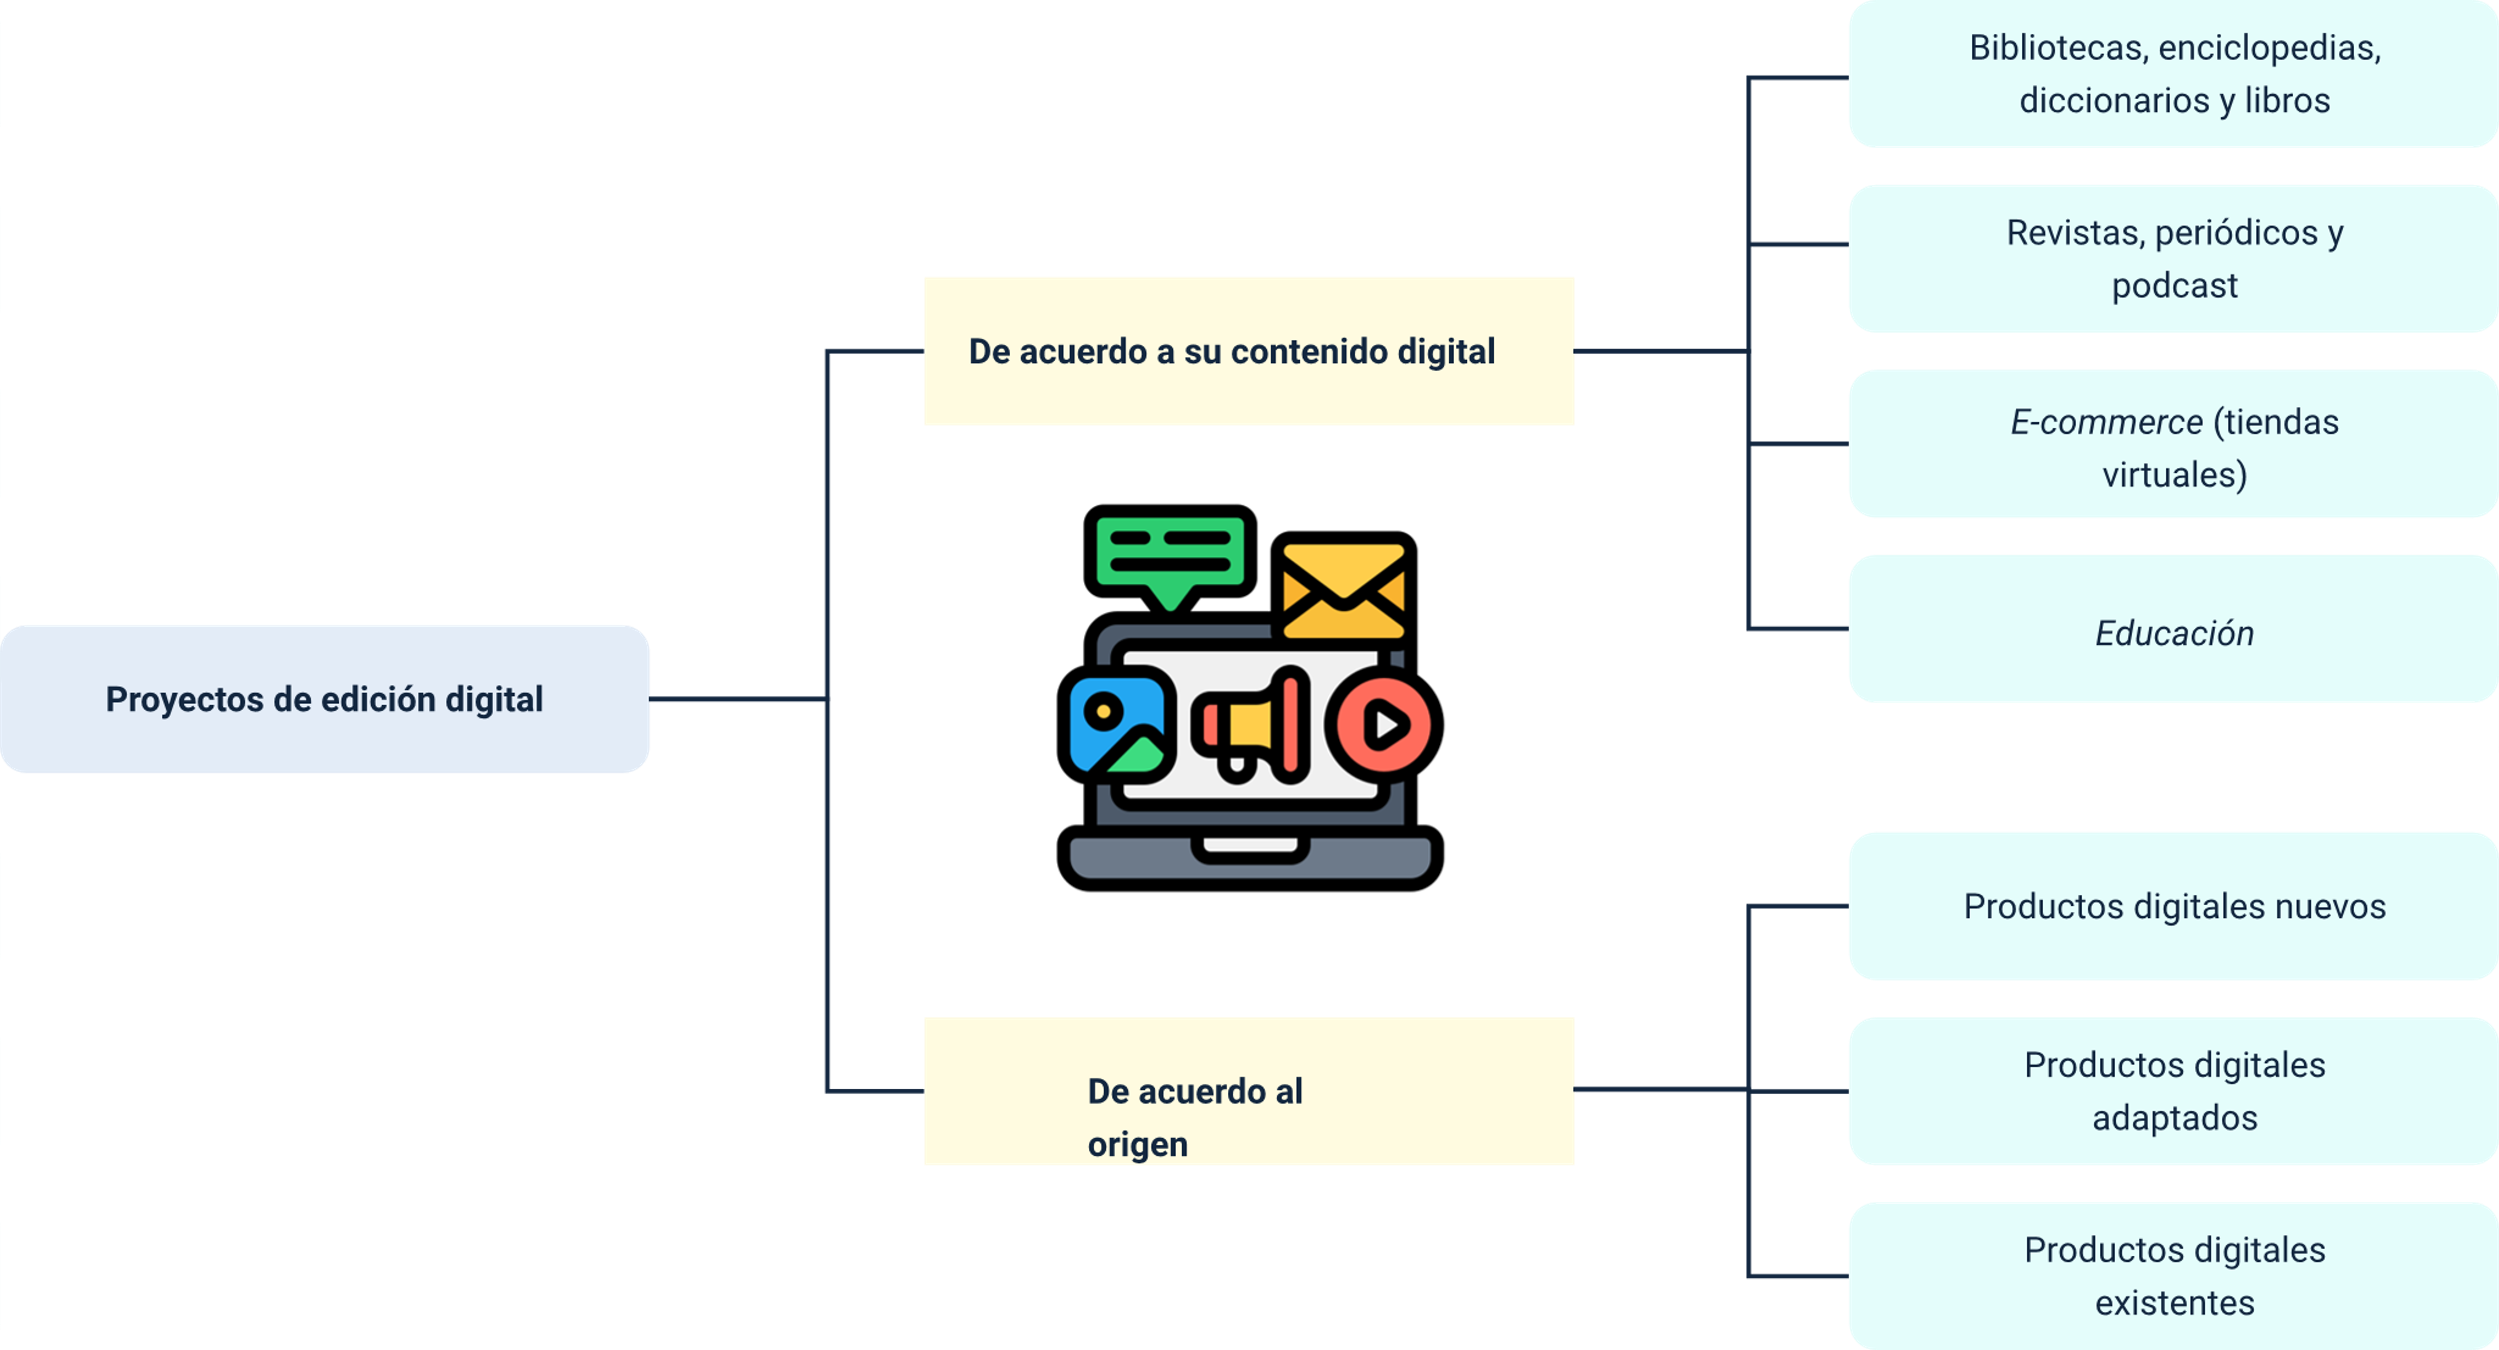 Proyectos de edición digital
De acuerdo a su contenido digital
Bibliotecas, enciclopedias,
diccionarios y libros
Revistas, periódicos y
podcast
E-commerce (tiendas
virtuales)
Educación
De acuerdo al
origen
Productos digitales nuevos
Productos digitales
adaptados
Productos digitales
existentes